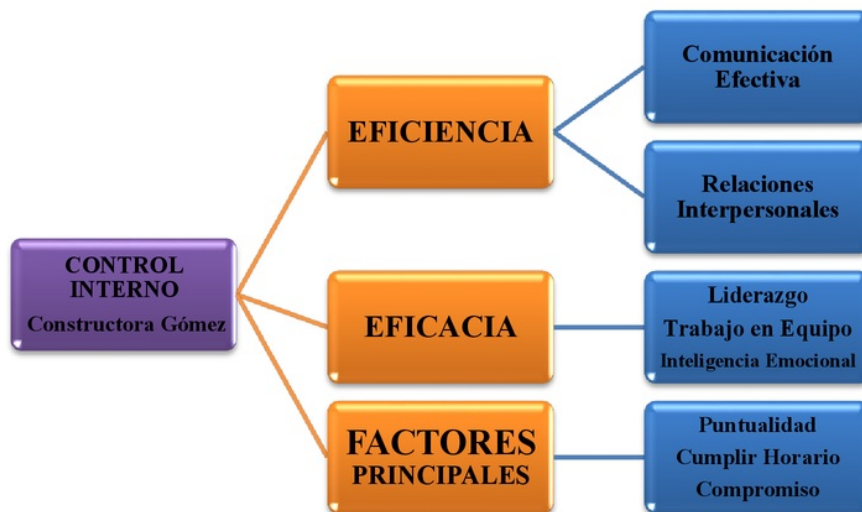 CONTROL
INTERNO
Constructora Gómez
EFICIENCIA
Comunicación
Efectiva
Relaciones
Interpersonales
EFICACIA
Liderazgo
Trabajo en Equipo
Inteligencia Emocional
FACTORES
PRINCIPALES
Puntualidad
Cumplir Horario
Compromiso